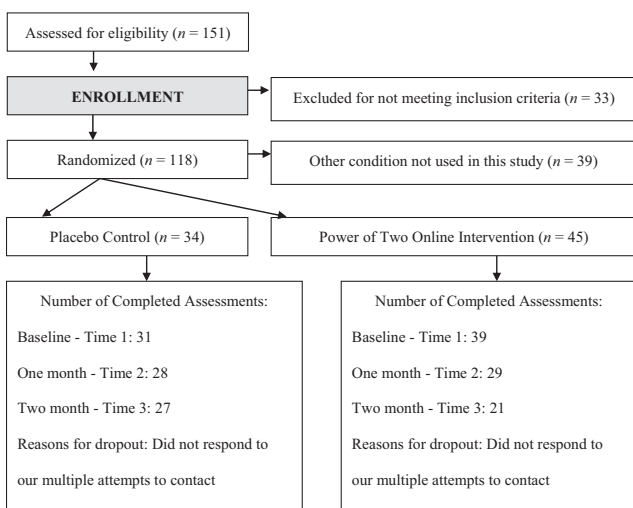 Assessed for eligibility (n = 151)
ENROLLMENT
Excluded for not meeting inclusion criteria (n = 33)
Randomized (n = 118)
Other condition not used in this study (n = 39)
Placebo Control (n = 34)
Power of Two Online Intervention (n = 45)
Number of Completed Assessments:
Baseline - Time 1: 31
One month - Time 2: 28
Two month - Time 3: 27
Reasons for dropout: Did not respond to
our multiple attempts to contact
Number of Completed Assessments:
Baseline - Time 1: 39
One month - Time 2: 29
Two month - Time 3: 21
Reasons for dropout: Did not respond to
our multiple attempts to contact